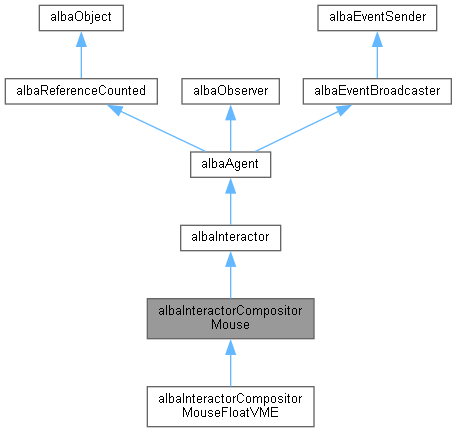 albaObject
albaEventSender
albaReferenceCounted
albaObserver
albaEventBroadcaster
albaAgent
albaInteractor
albaInteractorCompositor
Mouse
albaInteractorCompositor
MouseFloatVME